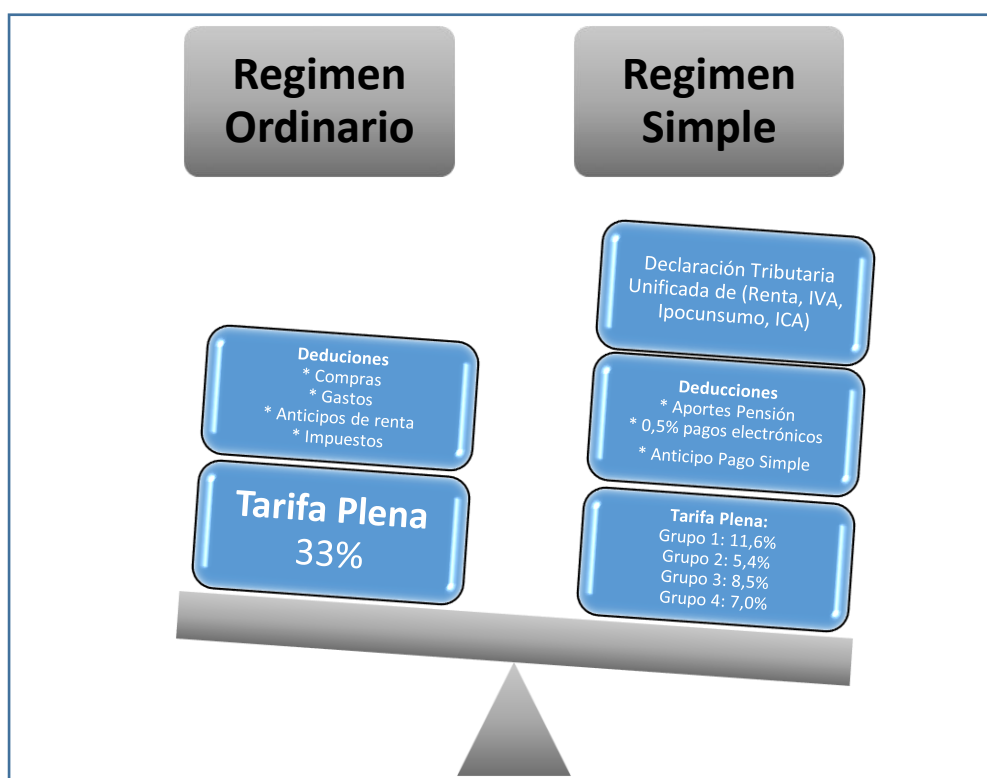 Regimen
Ordinario
Regimen
Simple
Deduciones
* Compras
* Gastos
* Anticipos de renta
* Impuestos
Tarifa Plena
33%
Declaración Tributaria
Unificada de (Renta, IVA,
Ipocunsumo, ICA)
Deducciones
* Aportes Pensión
* 0,5% pagos electrónicos
* Anticipo Pago Simple
Tarifa Plena:
Grupo 1: 11,6%
Grupo 2: 5,4%
Grupo 3: 8,5%
Grupo 4: 7,0%